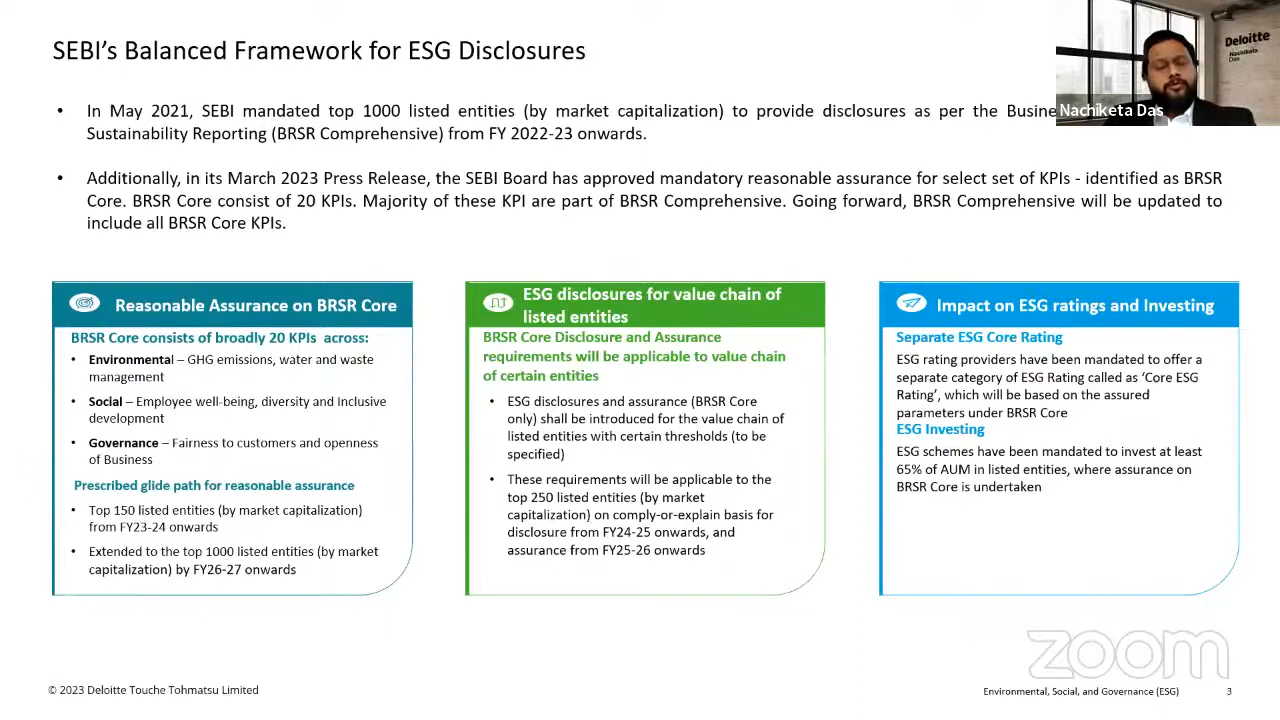 SEBI’s Balanced Framework for ESG Disclosures
Deloitte
Nachiketa
Das
Nachiketa Das
• In May 2021, SEBI mandated top 1000 listed entities (by market capitalization) to provide disclosures as per the
Sustainability Reporting (BRSR Comprehensive) from FY 2022-23 onwards.
• Additionally, in its March 2023 Press Release, the SEBI Board has approved mandatory reasonable assurance for select set of KPIs - identified as BRSR
Core. BRSR Core consist of 20 KPIs. Majority of these KPI are part of BRSR Comprehensive. Going forward, BRSR Comprehensive will be updated to
include all BRSR Core KPIs.
Reasonable Assurance on BRSR Core
BRSR Core consists of broadly 20 KPIs across:
• Environmental – GHG emissions, water and waste
management
• Social – Employee well-being, diversity and Inclusive
development
• Governance – Fairness to customers and openness
of Business
Prescribed glide path for reasonable assurance
• Top 150 listed entities (by market capitalization)
from FY23-24 onwards
• Extended to the top 1000 listed entities (by market
capitalization) by FY26-27 onwards
ESG disclosures for value chain of
listed entities
BRSR Core Disclosure and Assurance
requirements will be applicable to value chain
of certain entities
• ESG disclosures and assurance (BRSR Core
only) shall be introduced for the value chain of
listed entities with certain thresholds (to be
specified)
• These requirements will be applicable to the
top 250 listed entities (by market
capitalization) on comply-or-explain basis for
disclosure from FY24-25 onwards, and
assurance from FY25-26 onwards
Impact on ESG ratings and Investing
Separate ESG Core Rating
ESG rating providers have been mandated to offer a
separate category of ESG Rating called as ‘Core ESG
Rating’, which will be based on the assured
parameters under BRSR Core
ESG Investing
ESG schemes have been mandated to invest at least
65% of AUM in listed entities, where assurance on
BRSR Core is undertaken
zoom
© 2023 Deloitte Touche Tohmatsu Limited
Environmental, Social, and Governance (ESG) 3